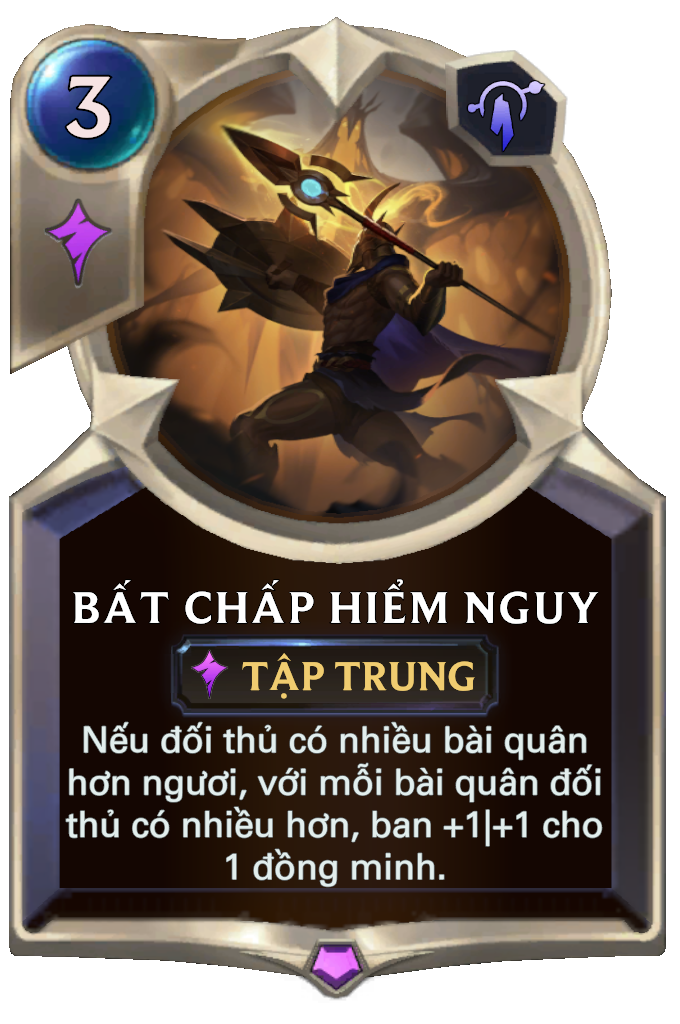 3
BẤT CHẤP HIỂM NGUY
TẬP TRUNG
Nếu đối thủ có nhiều bài quân
hơn ngươi, với mỗi bài quân đối
thủ có nhiều hơn, ban +1|+1 cho
1 đồng minh.